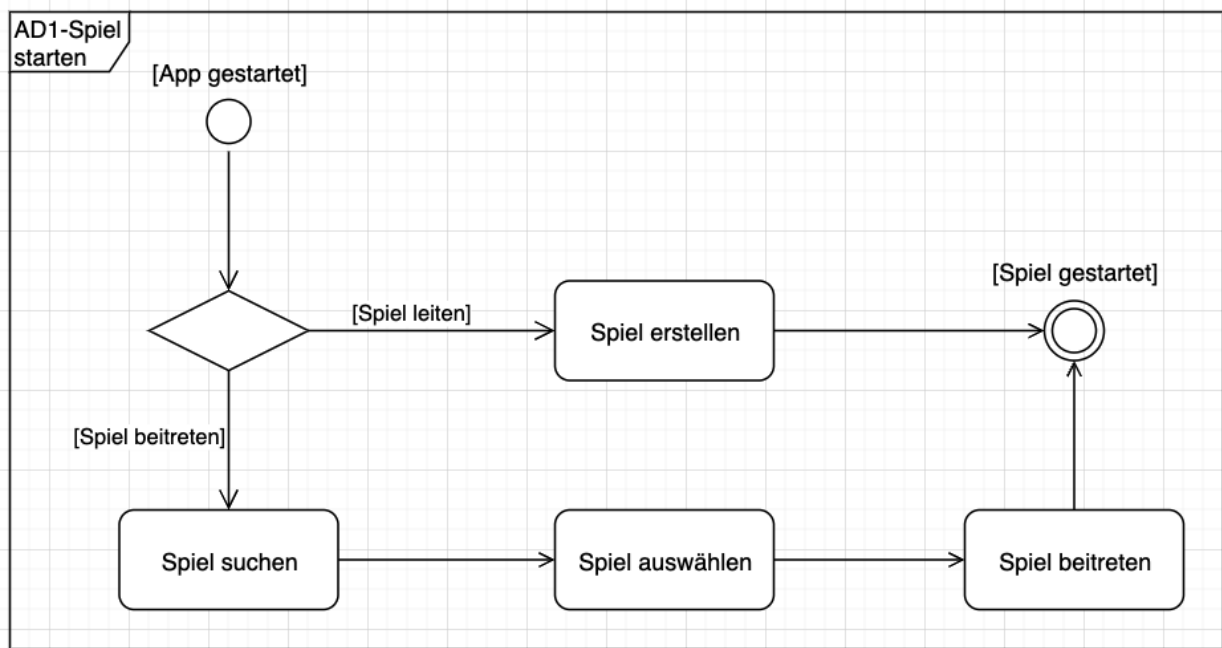 AD1-Spiel
starten
[App gestartet]
[Spiel gestartet]
[Spiel leiten]
Spiel erstellen
[Spiel beitreten]
Spiel suchen
Spiel auswählen
Spiel beitreten